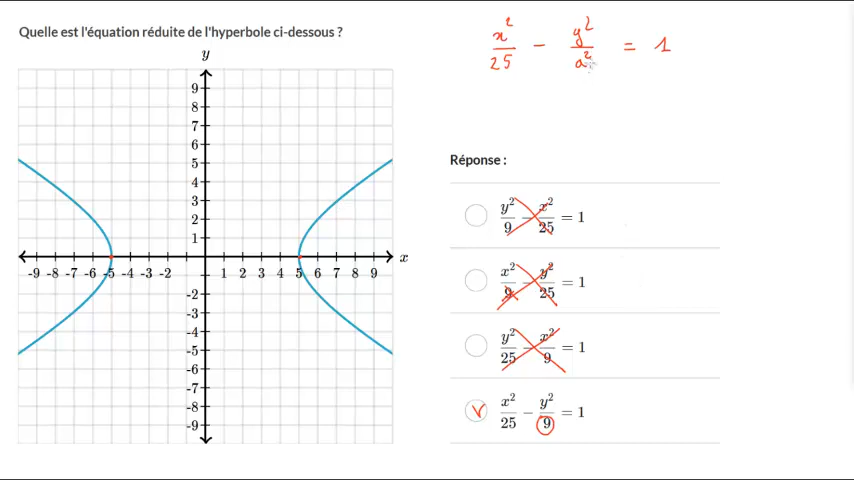 Quelle est l'équation réduite de l'hyperbole ci-dessous ?
x²/25 - y²/a² = 1
y
9
8
7
6
5
4
3
2
1
-9 -8 -7 -6 -5 -4 -3 -2 1 2 3 4 5 6 7 8 9 x
-2
-3
-4
-5
-6
-7
-8
-9
Réponse :
y²/9 - x²/25 = 1
x²/9 - y²/25 = 1
y²/25 - x²/9 = 1
v x²/25 - y²/9 = 1